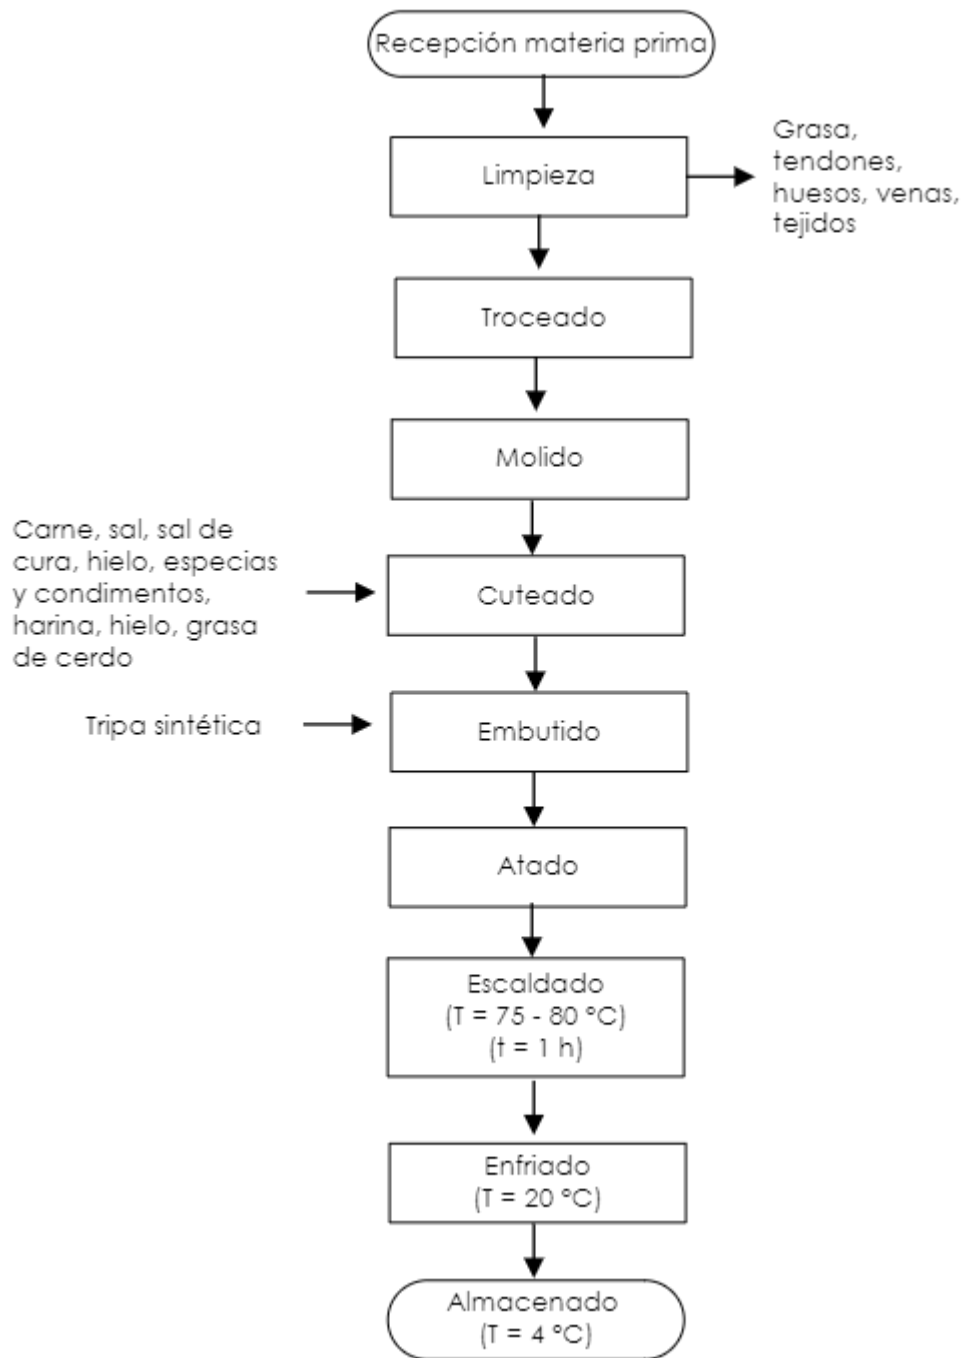 Recepción materia prima
Limpieza
Grasa,
tendones,
huesos, venas,
tejidos
Troceado
Molido
Carne, sal, sal de
cura, hielo, especias
y condimentos,
harina, hielo, grasa
de cerdo
Cuteado
Tripa sintética
Embutido
Atado
Escaldado
(T = 75 - 80 °C)
(t = 1 h)
Enfriado
(T = 20 °C)
Almacenado
(T = 4 °C)